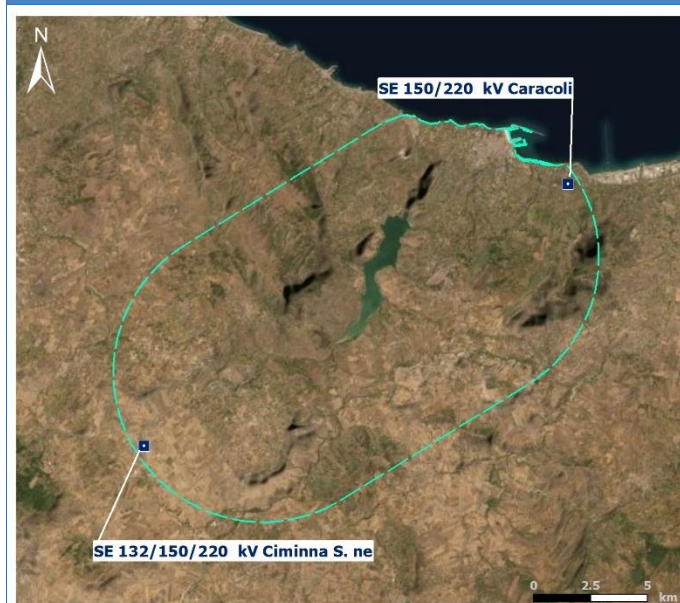 N
SE 150/220 kV Caracoli
SE 132/150/220 kV Ciminna S. ne
0 2.5 5
km